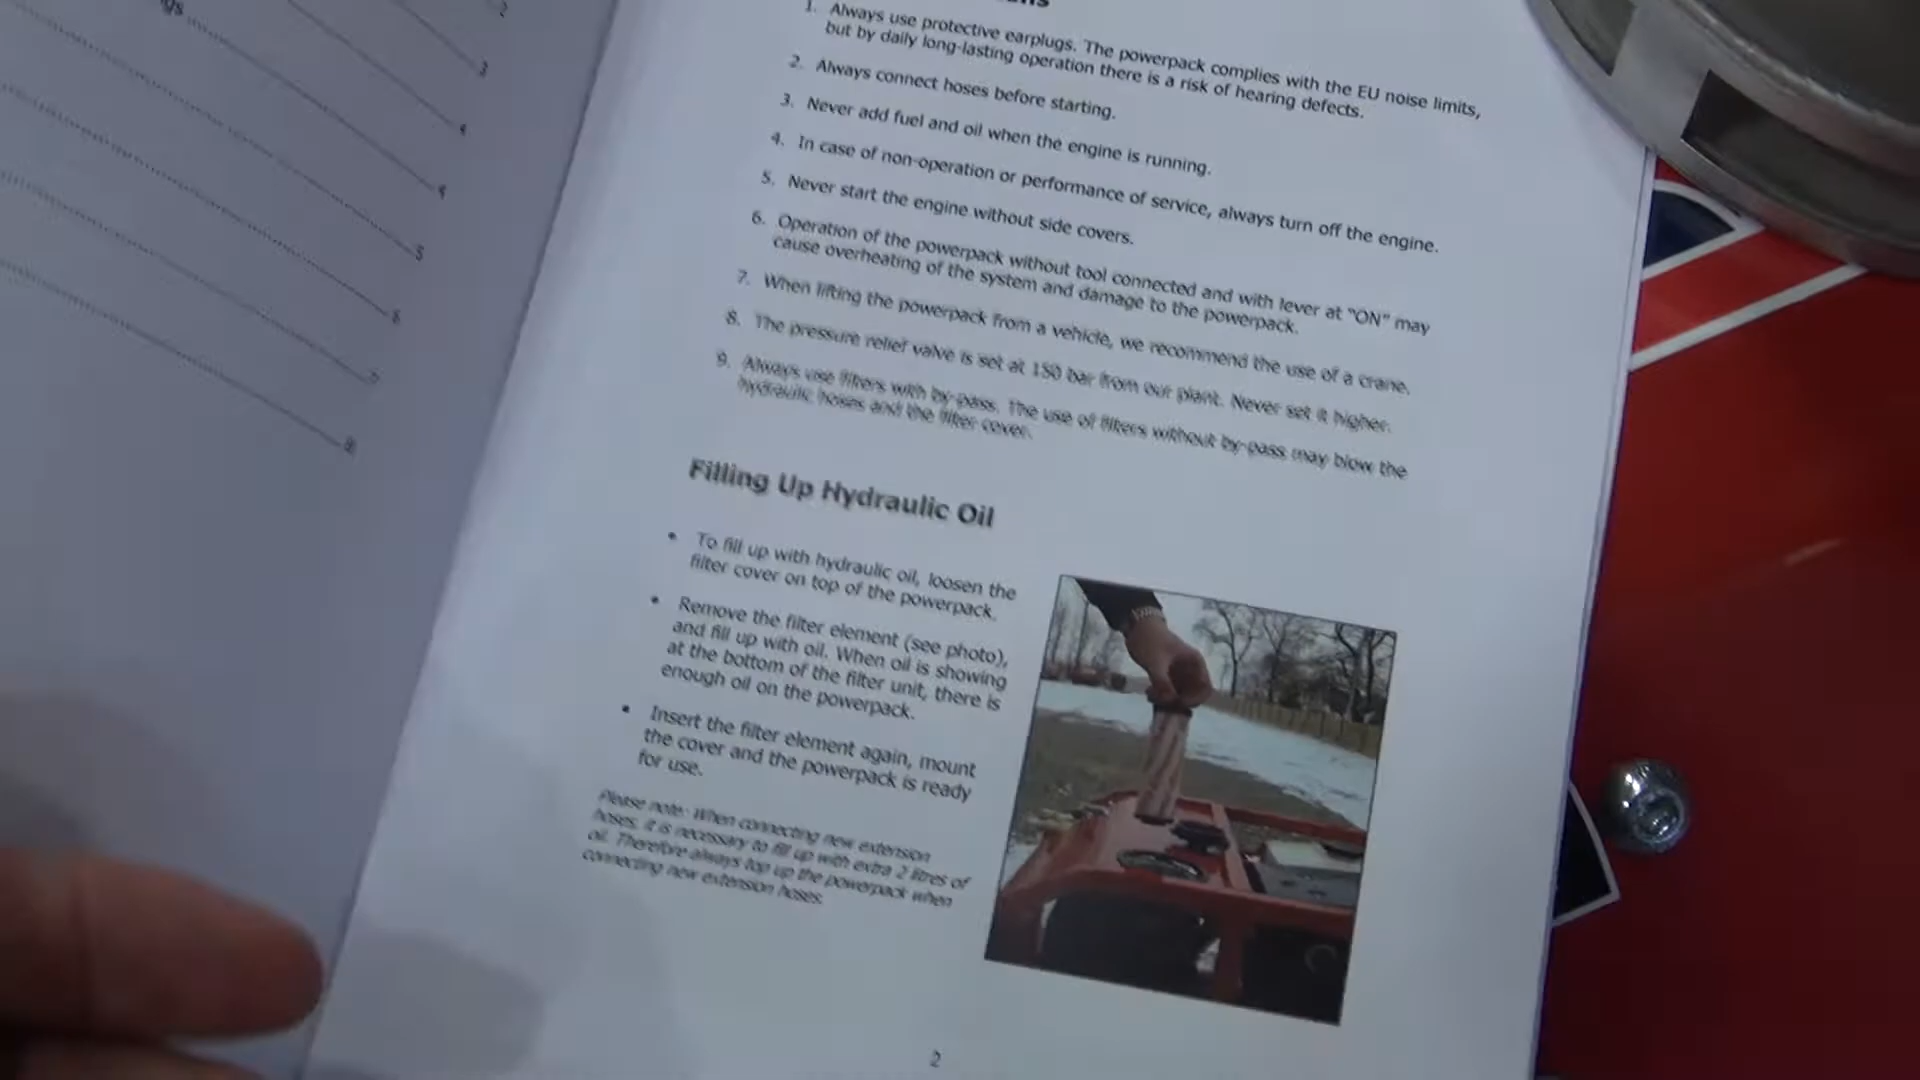 gs
2
3
4
4
5
6
7
8
1. Always use protective earplugs. The powerpack complies with the EU noise limits,
but by daily long-lasting operation there is a risk of hearing defects.
2. Always connect hoses before starting.
3. Never add fuel and oil when the engine is running.
4. In case of non-operation or performance of service, always turn off the engine.
5. Never start the engine without side covers.
6. Operation of the powerpack without tool connected and with lever at "ON" may
cause overheating of the system and damage to the powerpack.
7. When lifting the powerpack from a vehicle, we recommend the use of a crane.
8. The pressure relief valve is set at 150 bar from our plant. Never set it higher.
9. Always use filters with by-pass. The use of filters without by-pass may blow the
hydraulic hoses and the filter cover.
Filling Up Hydraulic Oil
• To fill up with hydraulic oil, loosen the
filter cover on top of the powerpack.
• Remove the filter element (see photo),
and fill up with oil. When oil is showing
at the bottom of the filter unit, there is
enough oil on the powerpack.
• Insert the filter element again, mount
the cover and the powerpack is ready
for use.
Please note: When connecting new extension
hoses, it is necessary to fill up with extra 2 litres of
oil. Therefore always top up the powerpack when
connecting new extension hoses.
2